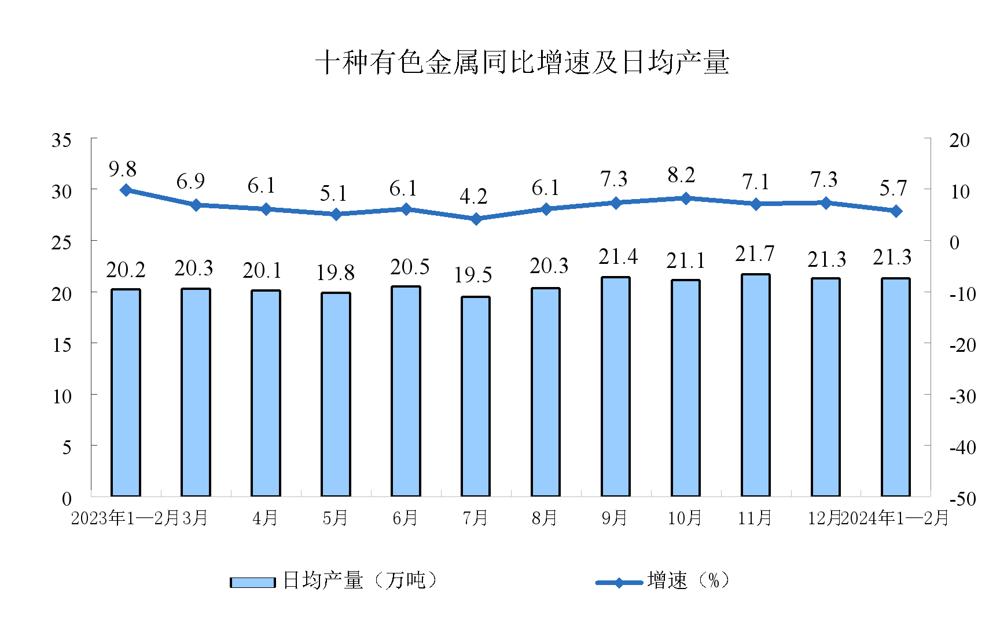 十种有色金属同比增速及日均产量
35 20
9.8 6.9 6.1 5.1 6.1 4.2 6.1 7.3 8.2 7.1 7.3 5.7
30 10
25 0
20.2 20.3 20.1 19.8 20.5 19.5 20.3 21.4 21.1 21.7 21.3 21.3
20 -10
15 -20
10 -30
5 -40
0 -50
2023年1—2月 3月 4月 5月 6月 7月 8月 9月 10月 11月 12月 2024年1—2月
日均产量（万吨） 增速（%）